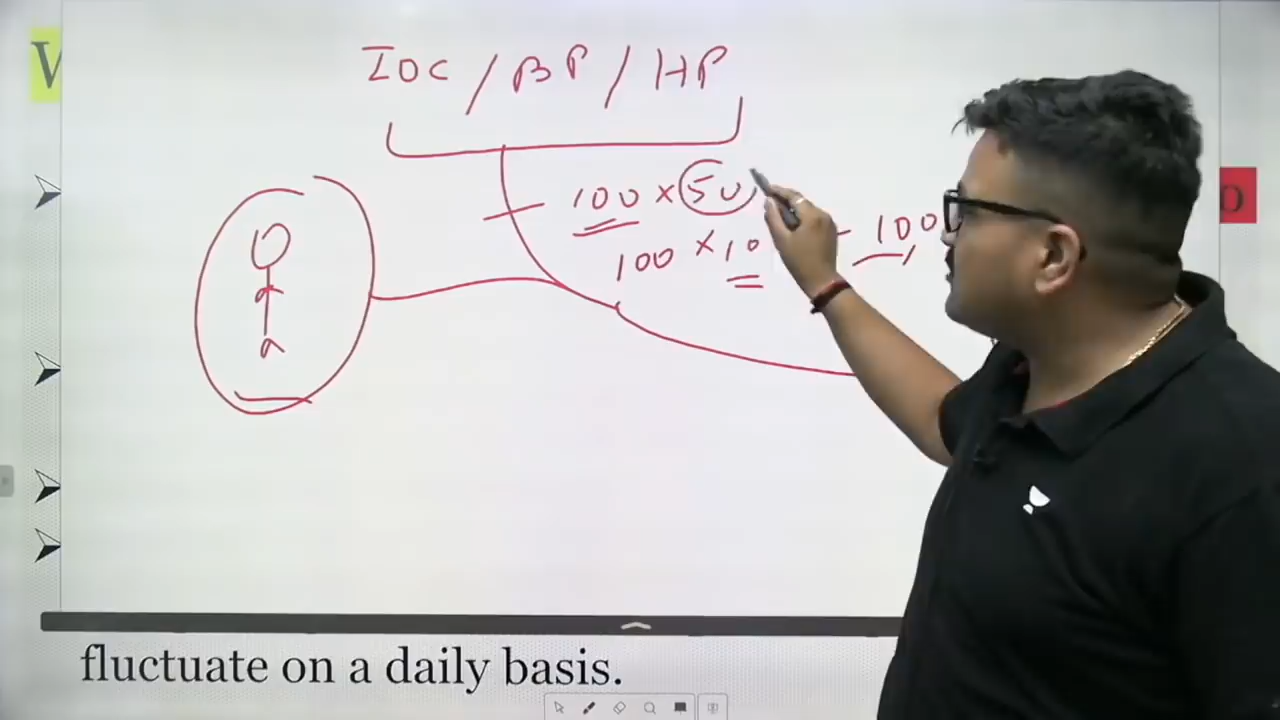 IOC / BP / HP
100 × 50
100 × 10 - 100
fluctuate on a daily basis.